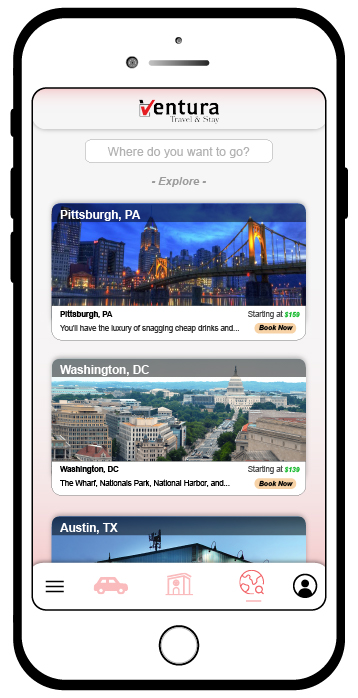 Ventura
Travel & Stay
Where do you want to go?
- Explore -
Pittsburgh, PA
Pittsburgh, PA
Starting at $159
You'll have the luxury of snagging cheap drinks and...
Book Now
Washington, DC
Washington, DC
Starting at $139
The Wharf, Nationals Park, National Harbor, and...
Book Now
Austin, TX